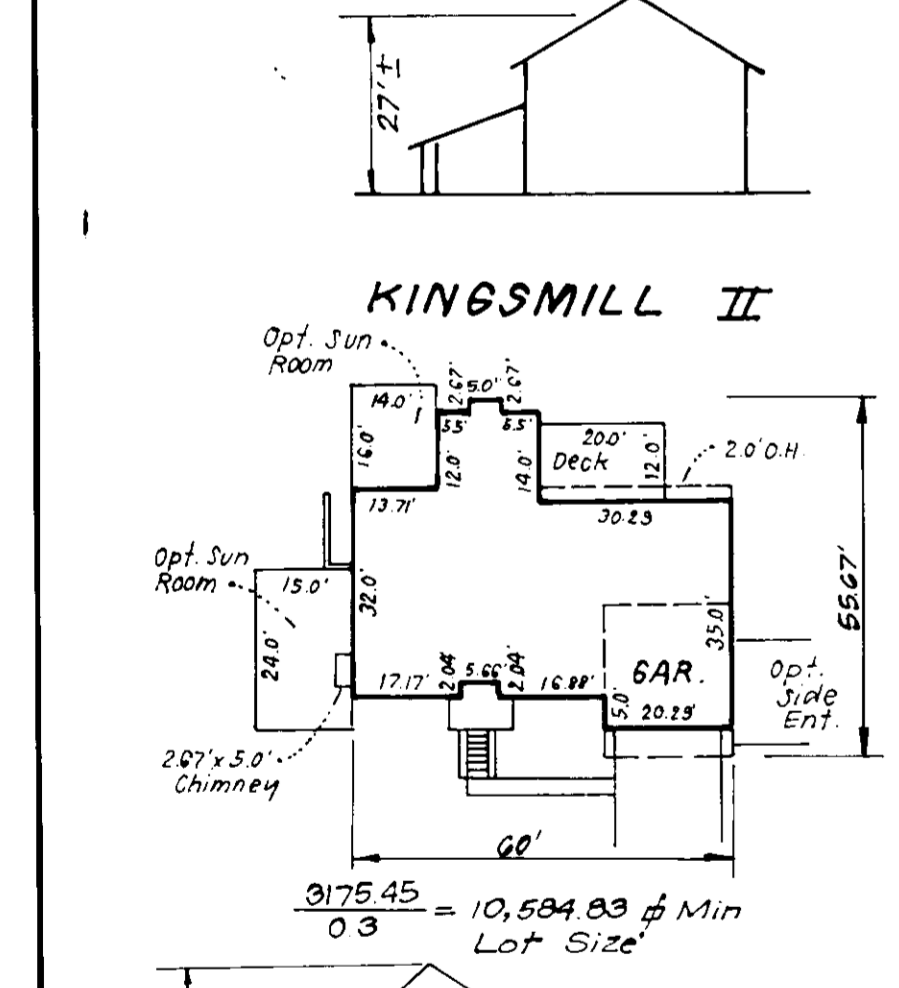 27'±
KINGSMILL II
Opt. Sun
Room
14.0'
16.0'
2.67'
5.0'
2.67'
5.5
5.5'
12.0'
14.0'
20.0'
Deck
12.0'
2.0' O.H.
13.71'
30.29
Opt. Sun
Room
15.0'
24.0'
32.0'
55.67'
35.0'
17.17'
2.04'
5.66'
2.04'
16.88'
GAR.
5.0'
20.29'
Opt.
Side
Ent.
2.67' x 5.0'
Chimney
60'
3175.45
0.3
= 10,584.83 ⏍ Min
Lot Size